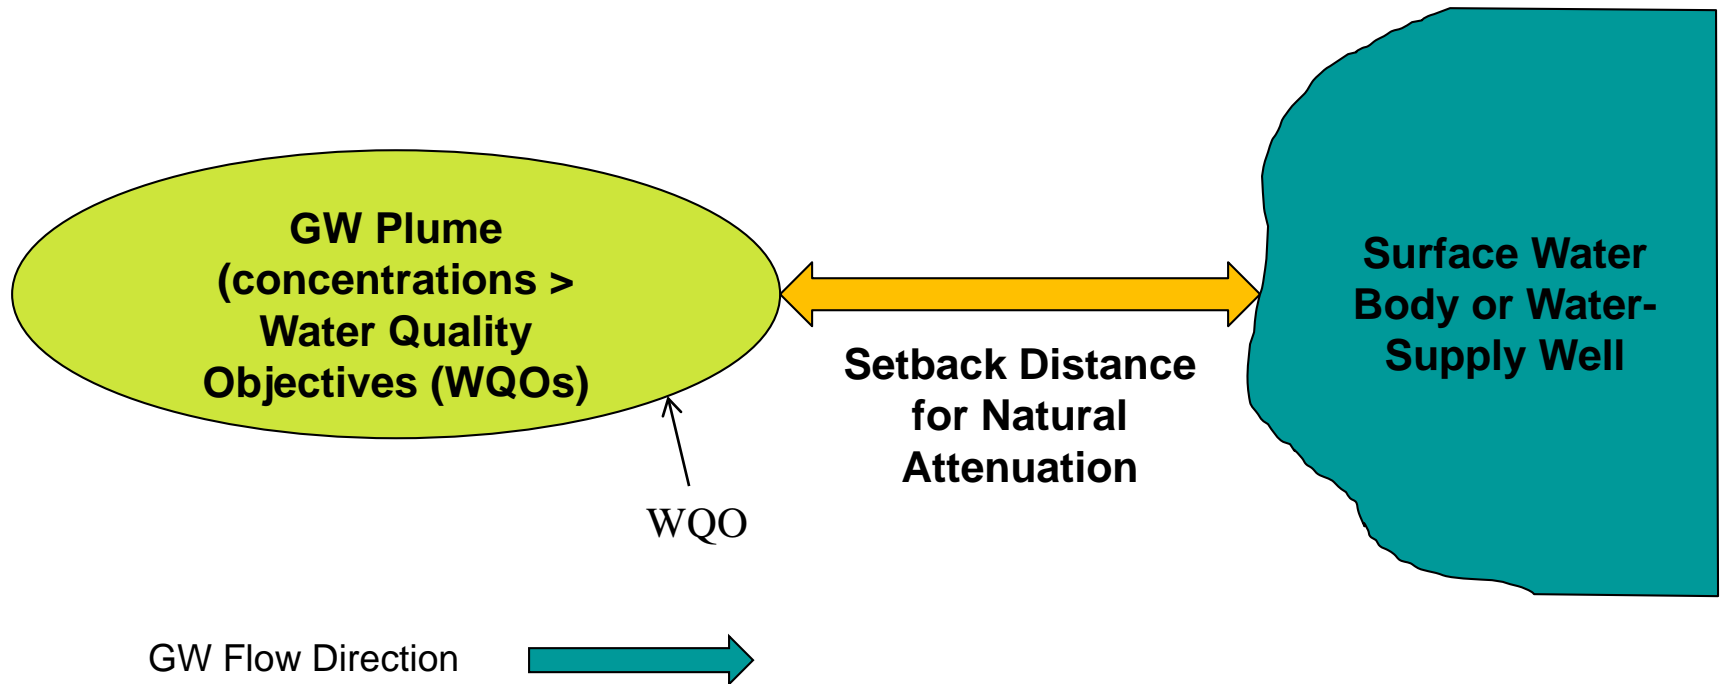 GW Plume
(concentrations >
Water Quality
Objectives (WQOs)
Setback Distance
for Natural
Attenuation
Surface Water
Body or Water-
Supply Well
WQO
GW Flow Direction